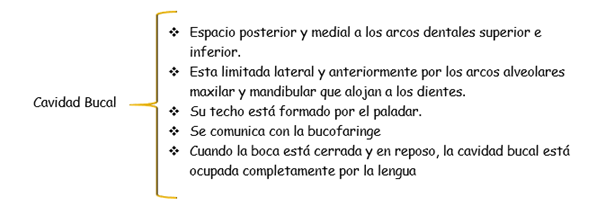 Cavidad Bucal
❖ Espacio posterior y medial a los arcos dentales superior e
inferior.
❖ Esta limitada lateral y anteriormente por los arcos alveolares
maxilar y mandibular que alojan a los dientes.
❖ Su techo está formado por el paladar.
❖ Se comunica con la bucofaringe
❖ Cuando la boca está cerrada y en reposo, la cavidad bucal está
ocupada completamente por la lengua